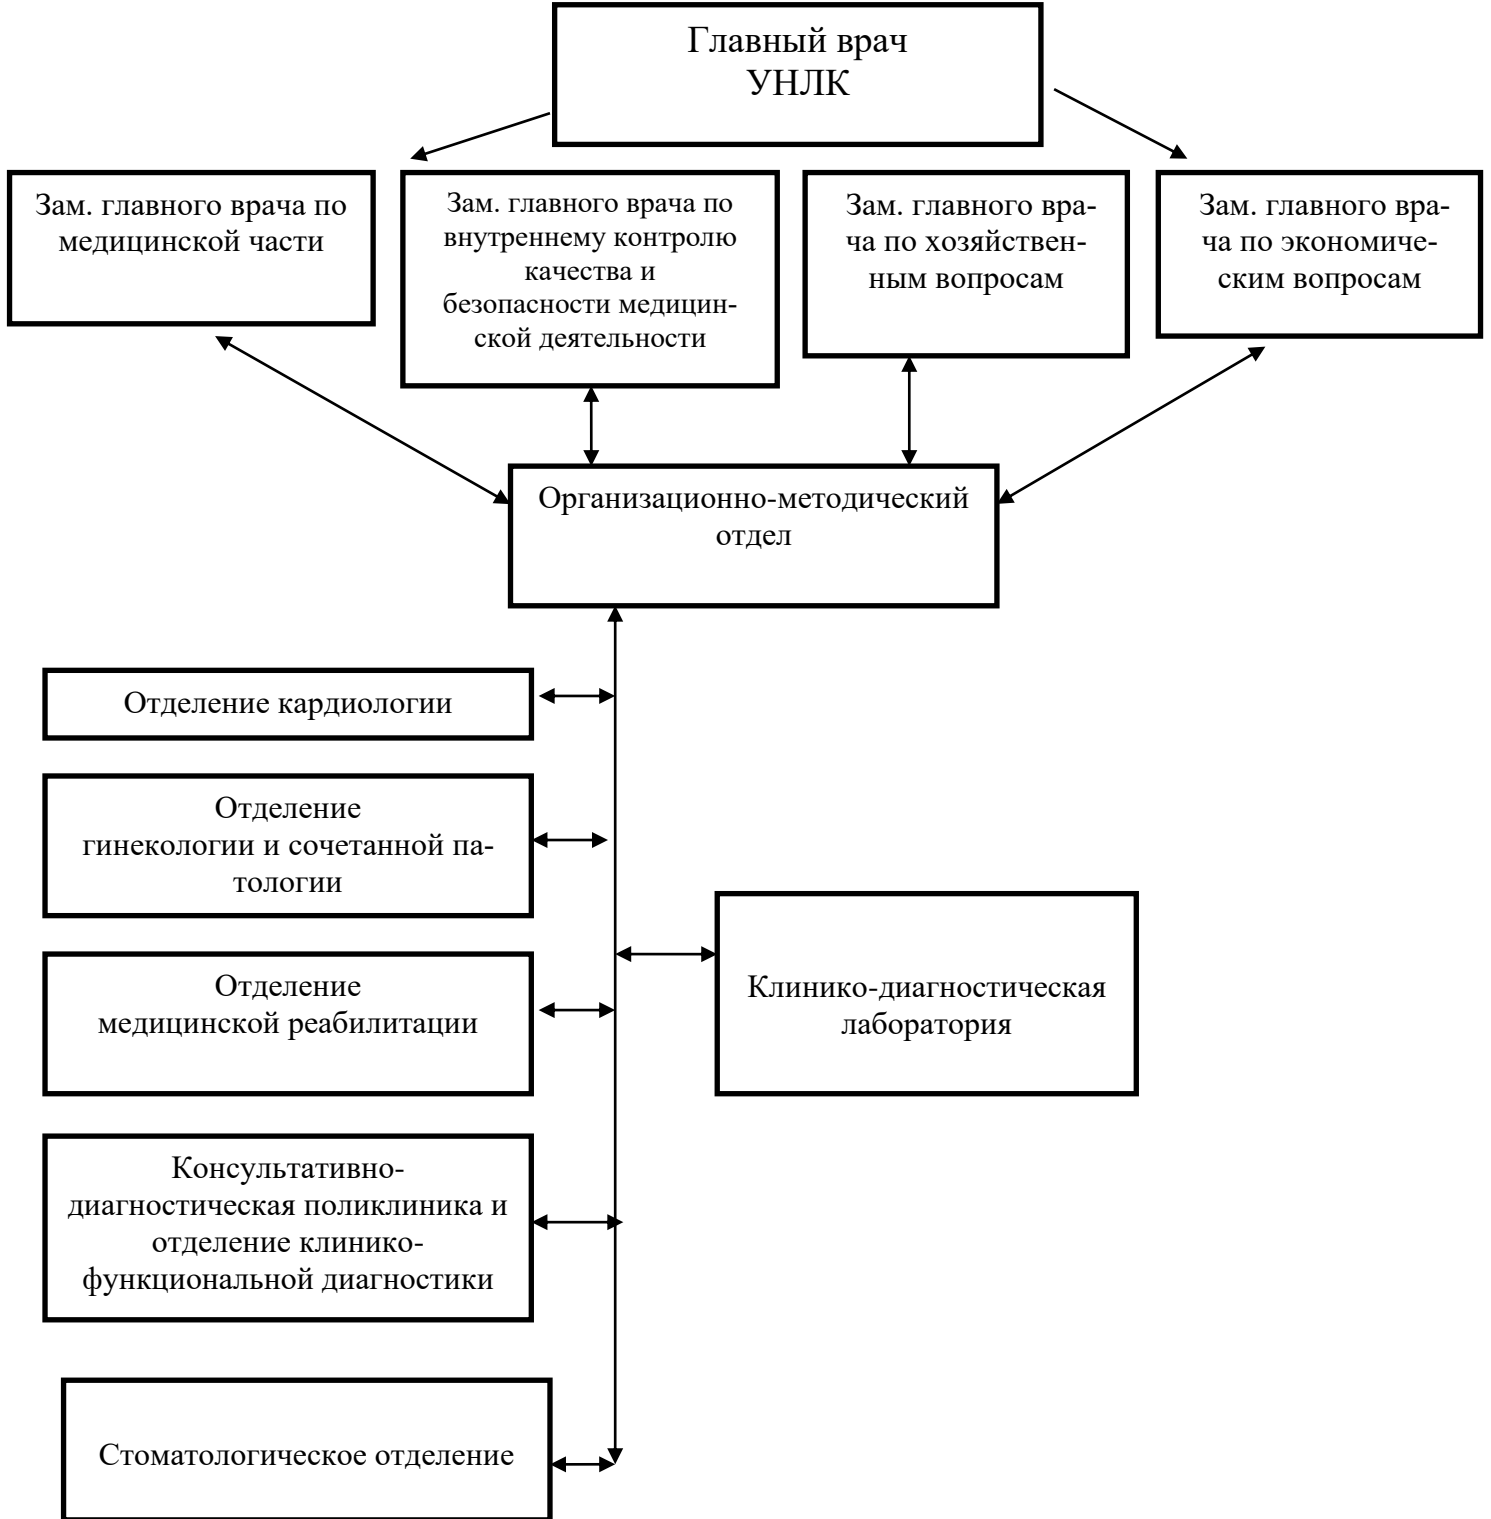 Главный врач
УНЛК
Зам. главного врача по
медицинской части
Зам. главного врача по
внутреннему контролю
качества и
безопасности медицин-
ской деятельности
Зам. главного вра-
ча по хозяйствен-
ным вопросам
Зам. главного вра-
ча по экономиче-
ским вопросам
Организационно-методический
отдел
Отделение кардиологии
Отделение
гинекологии и сочетанной па-
тологии
Отделение
медицинской реабилитации
Клинико-диагностическая
лаборатория
Консультативно-
диагностическая поликлиника и
отделение клинико-
функциональной диагностики
Стоматологическое отделение